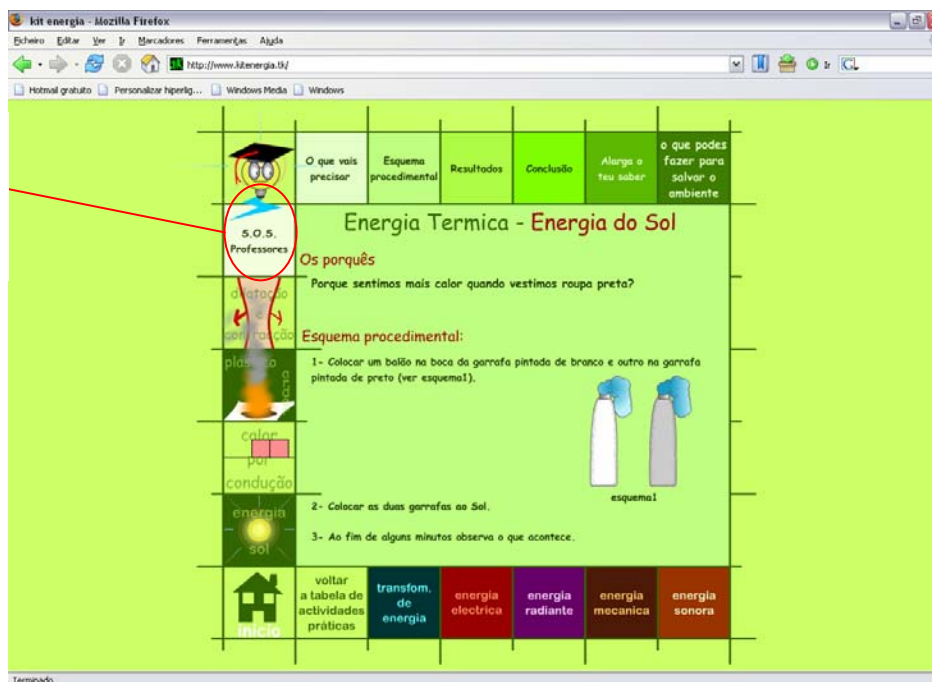 kit energia - Mozilla Firefox
Ficheiro Editar Ver Ir Marcadores Ferramentas Ajuda
http://www.kitenergia.tk/
Ir
Hotmail gratuito Personalizar hiperlig... Windows Media Windows
O que vais
precisar
Esquema
procedimental
Resultados
Conclusão
Alarga o
teu saber
o que podes
fazer para
salvar o
ambiente
S.O.S.
Professores
Energia Termica - Energia do Sol
Os porquês
Porque sentimos mais calor quando vestimos roupa preta?
dilatação
e
contracção
Esquema procedimental:
1- Colocar um balão na boca da garrafa pintada de branco e outro na garrafa
pintada de preto (ver esquema1).
calor
por
condução
esquema1
energia
sol
2- Colocar as duas garrafas ao Sol.
3- Ao fim de alguns minutos observa o que acontece.
inicio
voltar
a tabela de
actividades
práticas
transfom.
de
energia
energia
electrica
energia
radiante
energia
mecanica
energia
sonora
Terminado